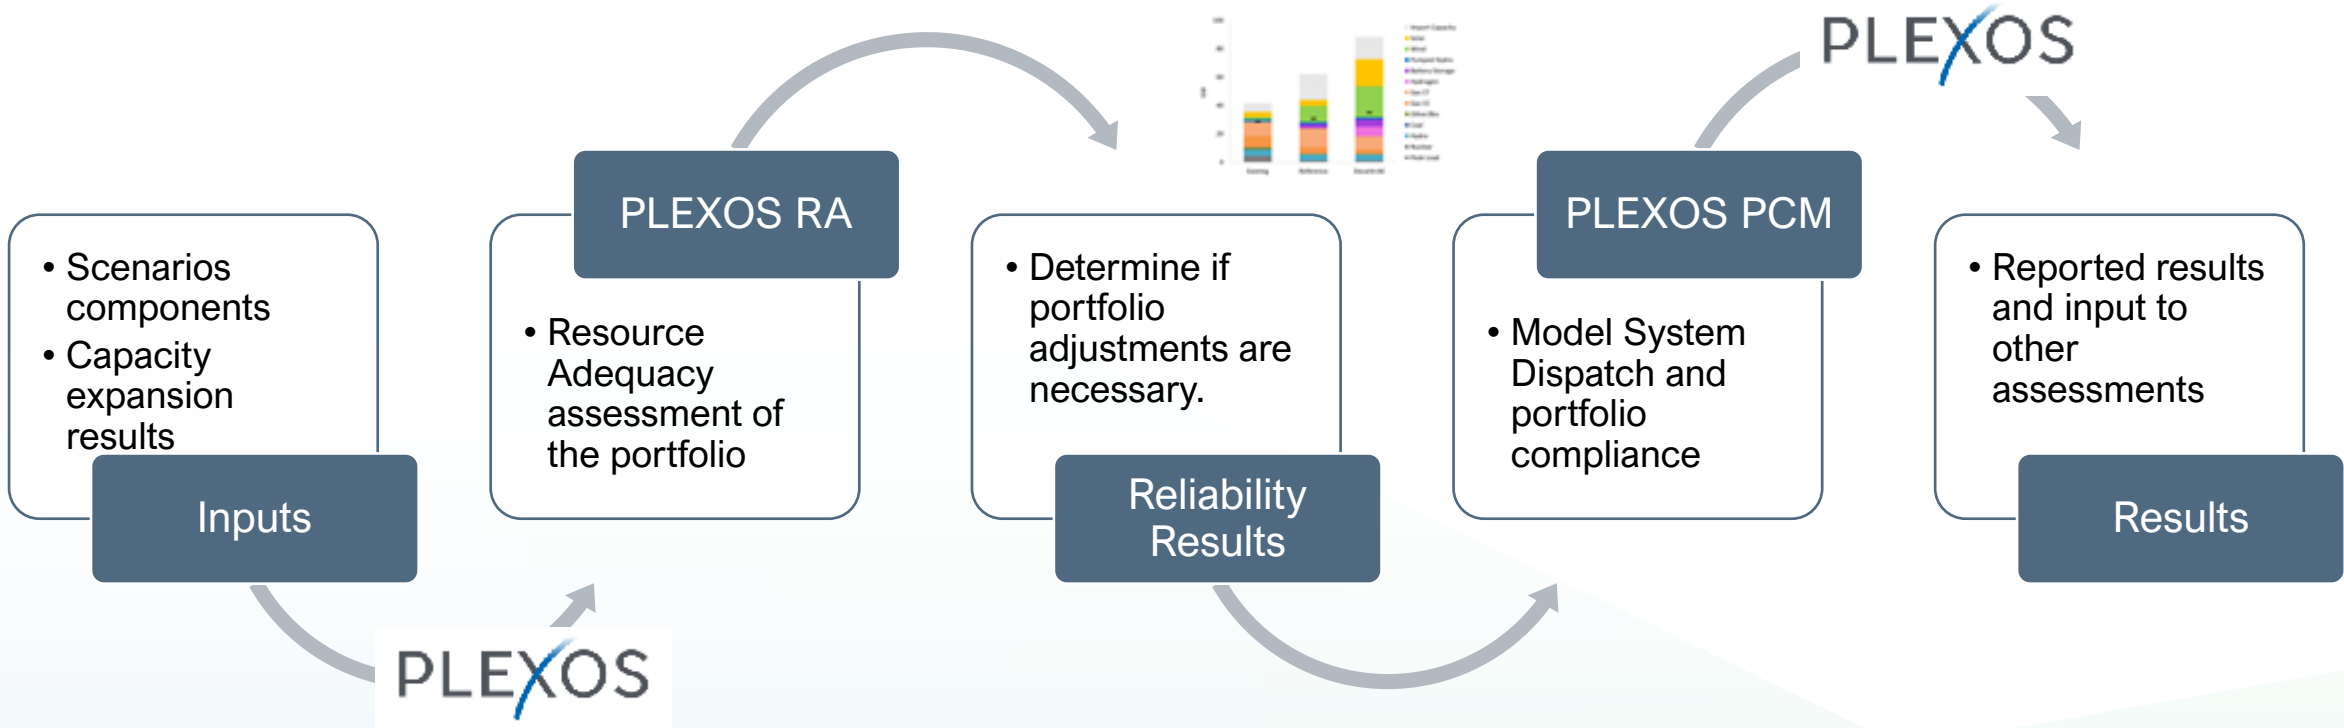 PLEXOS
PLEXOS RA
PLEXOS PCM
• Scenarios
components
• Capacity
expansion
results
Inputs
• Resource
Adequacy
assessment of
the portfolio
• Determine if
portfolio
adjustments are
necessary.
Reliability
Results
• Model System
Dispatch and
portfolio
compliance
• Reported results
and input to
other
assessments
Results
PLEXOS